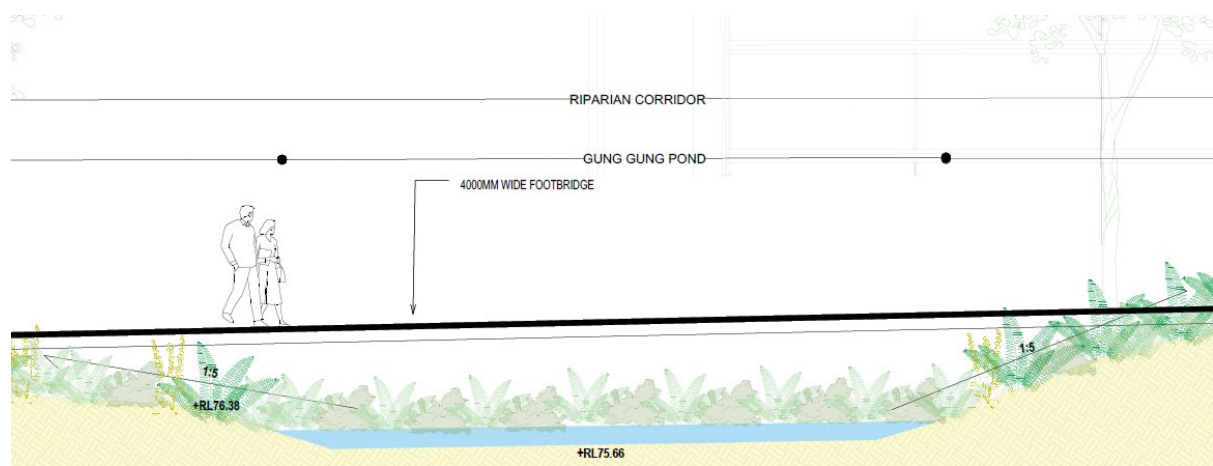 RIPARIAN CORRIDOR
GUNG GUNG POND
4000MM WIDE FOOTBRIDGE
1:5
1:5
+RL76.38
+RL75.66